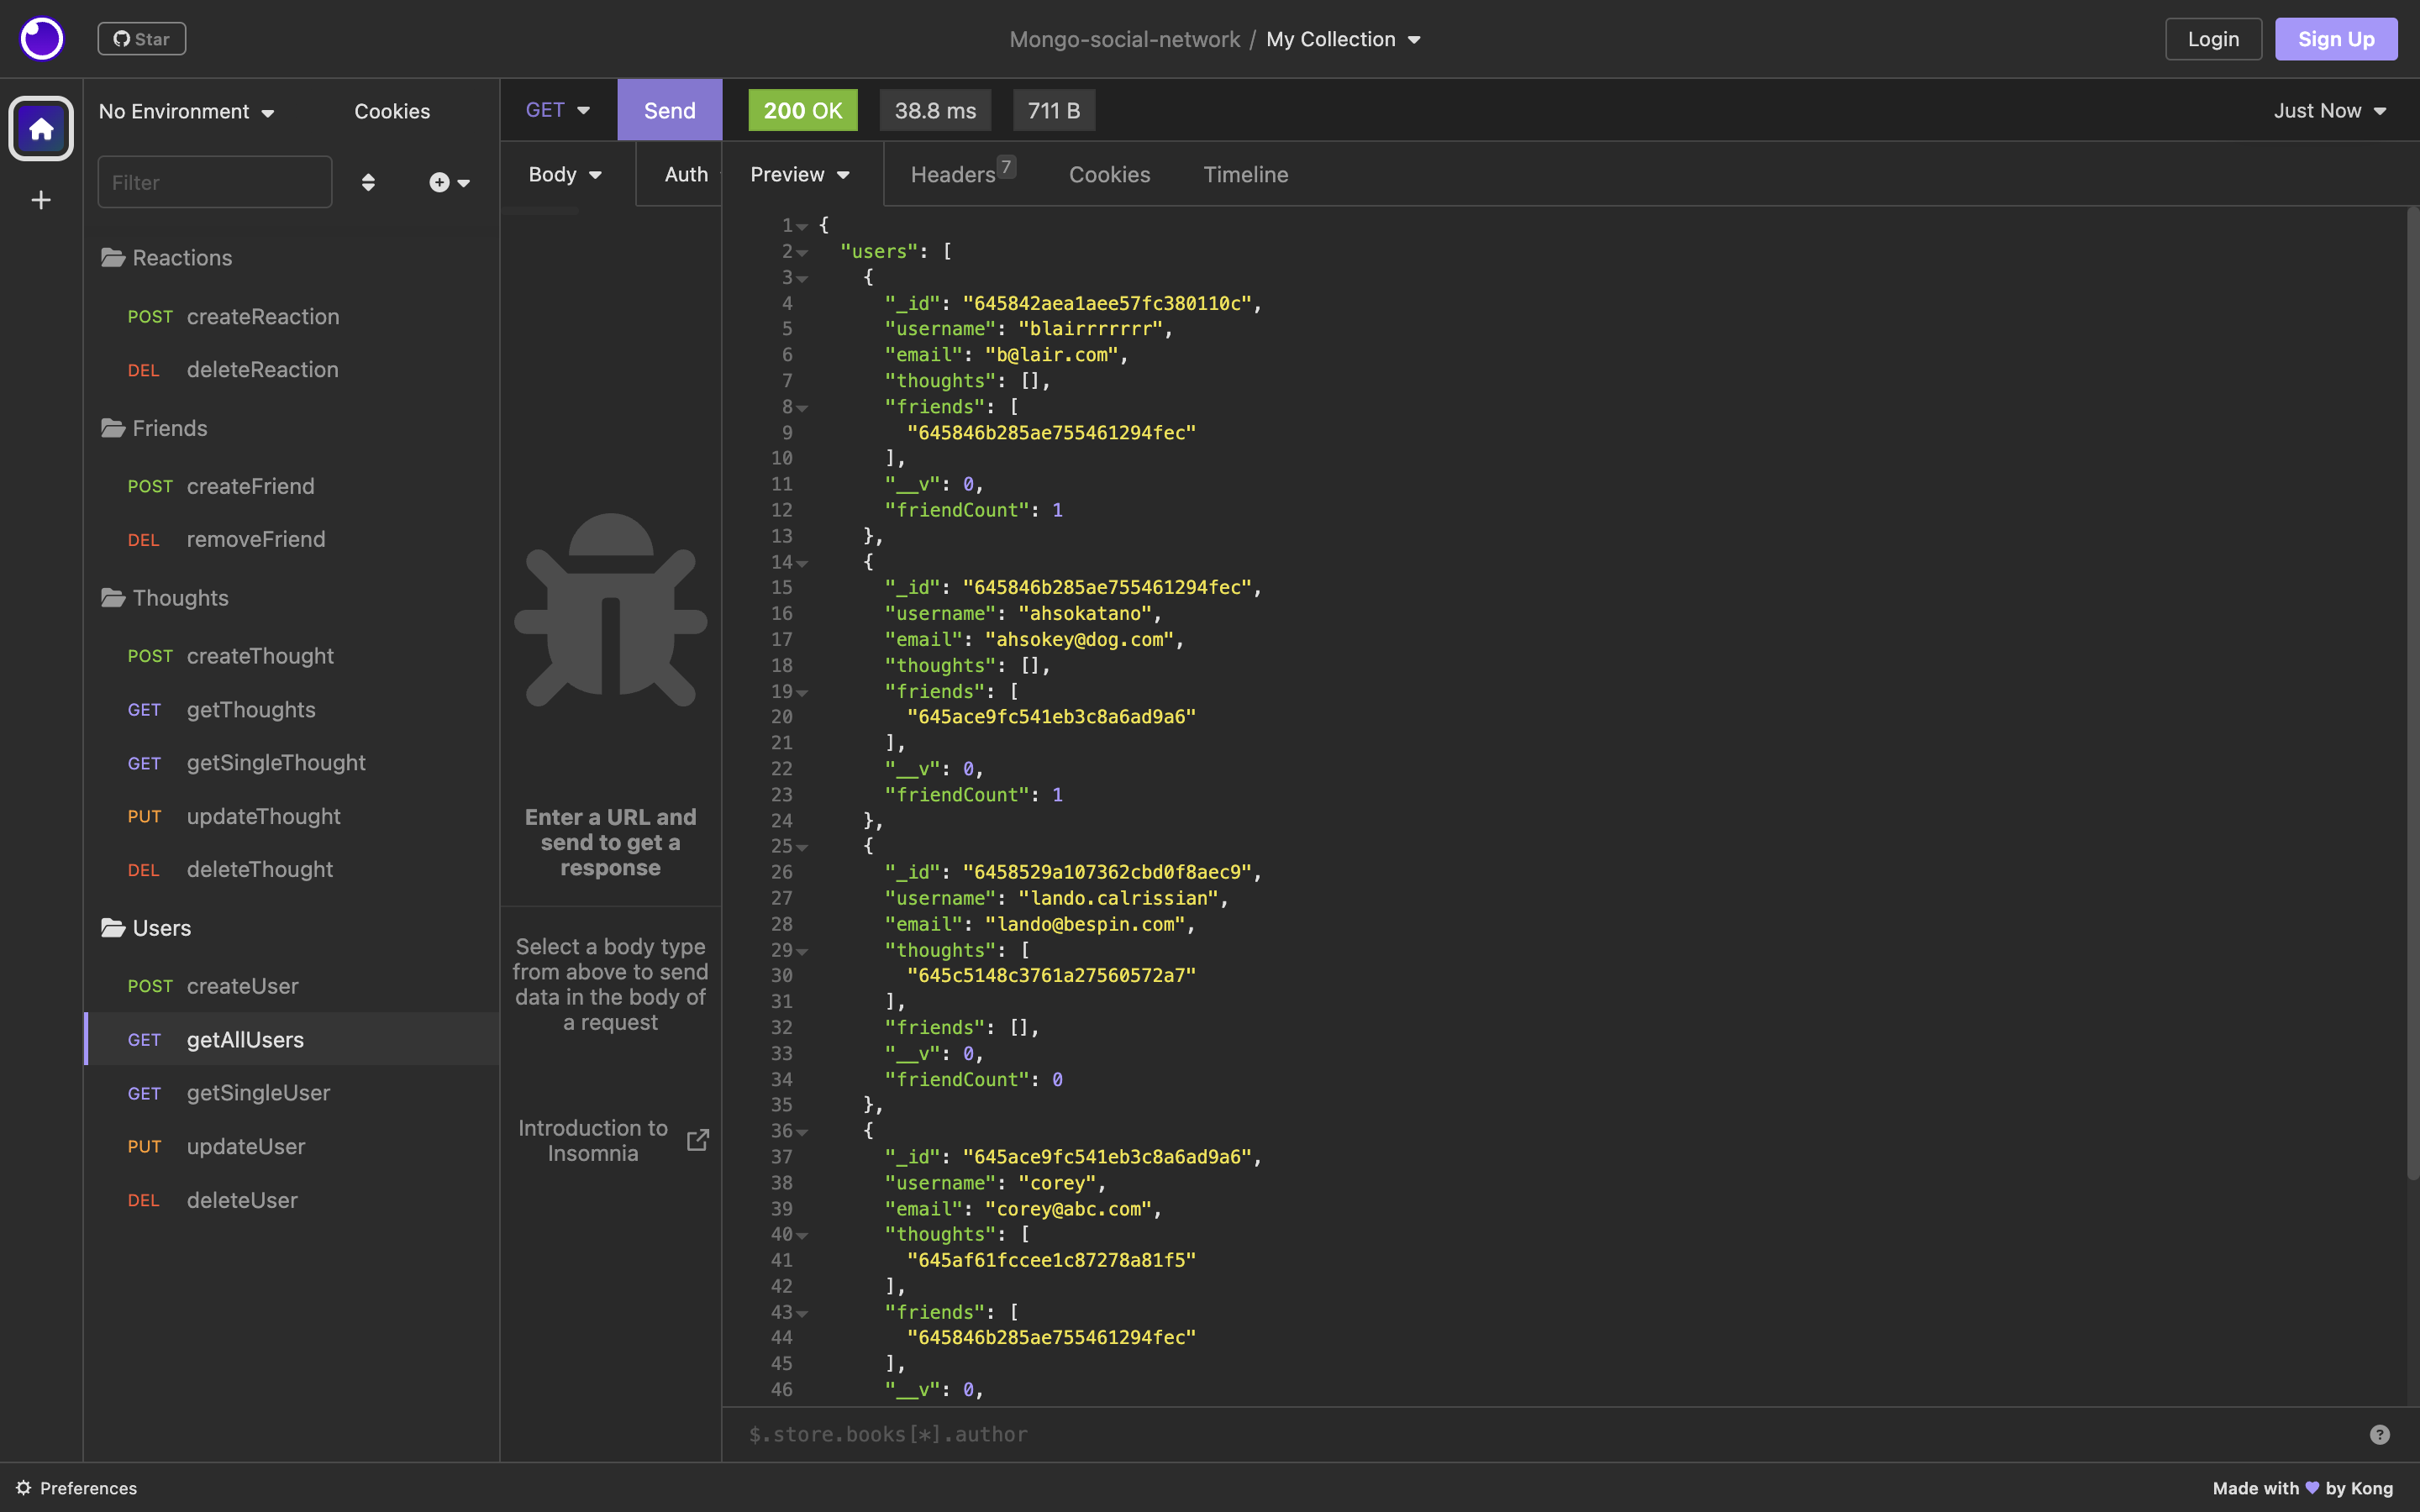 Star
Mongo-social-network / My Collection
Login
Sign Up
No Environment
Cookies
GET
Send
200 OK
38.8 ms
711 B
Just Now
Filter
Body
Auth
Preview
Headers 7
Cookies
Timeline
Reactions
POST createReaction
DEL deleteReaction
Friends
POST createFriend
DEL removeFriend
Thoughts
POST createThought
GET getThoughts
GET getSingleThought
PUT updateThought
DEL deleteThought
Users
POST createUser
GET getAllUsers
GET getSingleUser
PUT updateUser
DEL deleteUser
Enter a URL and
send to get a
response
Select a body type
from above to send
data in the body of
a request
Introduction to
Insomnia
1 {
2 "users": [
3 {
4 "_id": "645842aea1aee57fc380110c",
5 "username": "blairrrrrrr",
6 "email": "b@lair.com",
7 "thoughts": [],
8 "friends": [
9 "645846b285ae755461294fec"
10 ],
11 "__v": 0,
12 "friendCount": 1
13 },
14 {
15 "_id": "645846b285ae755461294fec",
16 "username": "ahsokatano",
17 "email": "ahsokey@dog.com",
18 "thoughts": [],
19 "friends": [
20 "645ace9fc541eb3c8a6ad9a6"
21 ],
22 "__v": 0,
23 "friendCount": 1
24 },
25 {
26 "_id": "6458529a107362cbd0f8aec9",
27 "username": "lando.calrissian",
28 "email": "lando@bespin.com",
29 "thoughts": [
30 "645c5148c3761a27560572a7"
31 ],
32 "friends": [],
33 "__v": 0,
34 "friendCount": 0
35 },
36 {
37 "_id": "645ace9fc541eb3c8a6ad9a6",
38 "username": "corey",
39 "email": "corey@abc.com",
40 "thoughts": [
41 "645af61fccee1c87278a81f5"
42 ],
43 "friends": [
44 "645846b285ae755461294fec"
45 ],
46 "__v": 0,
$.store.books[*].author
?
Preferences
Made with 💜 by Kong